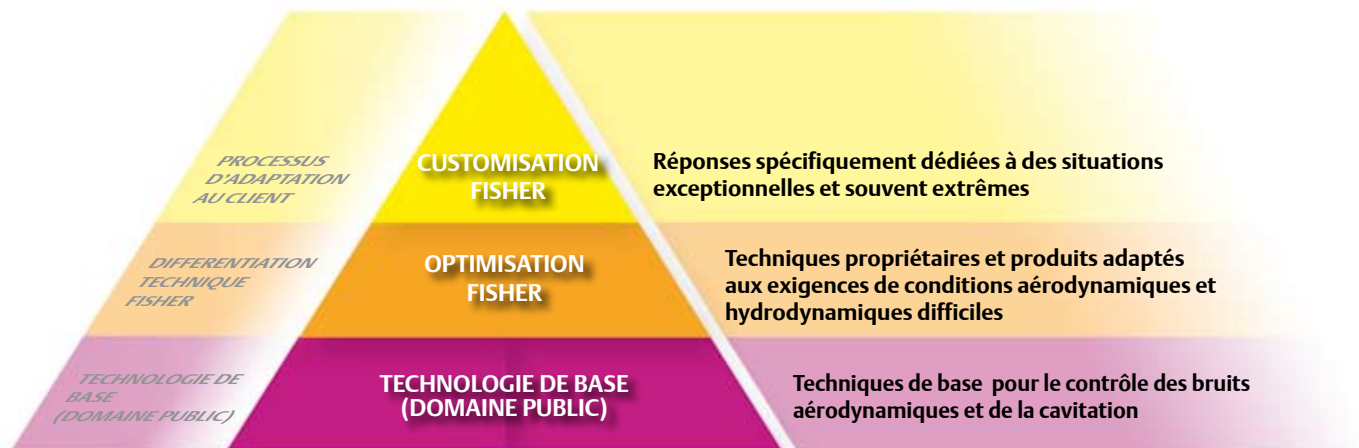 PROCESSUS
D'ADAPTATION
AU CLIENT
CUSTOMISATION
FISHER
Réponses spécifiquement dédiées à des situations
exceptionnelles et souvent extrêmes
DIFFERENTIATION
TECHNIQUE
FISHER
OPTIMISATION
FISHER
Techniques propriétaires et produits adaptés
aux exigences de conditions aérodynamiques et
hydrodynamiques difficiles
TECHNOLOGIE DE
BASE
(DOMAINE PUBLIC)
TECHNOLOGIE DE BASE
(DOMAINE PUBLIC)
Techniques de base pour le contrôle des bruits
aérodynamiques et de la cavitation